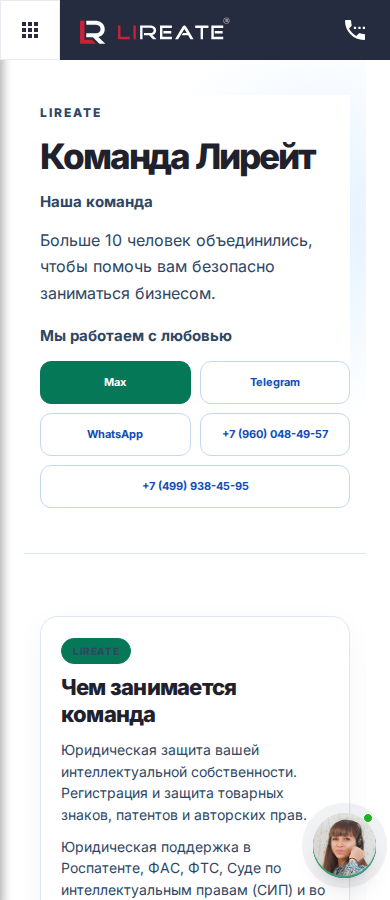 LIREATE®
LIREATE
Команда Лирейт
Наша команда
Больше 10 человек объединились,
чтобы помочь вам безопасно
заниматься бизнесом.
Мы работаем с любовью
Max
Telegram
WhatsApp
+7 (960) 048-49-57
+7 (499) 938-45-95
LIREATE
Чем занимается
команда
Юридическая защита вашей
интеллектуальной собственности.
Регистрация и защита товарных
знаков, патентов и авторских прав.
Юридическая поддержка в
Роспатенте, ФАС, ФТС, Суде по
интеллектуальным правам (СИП) и во